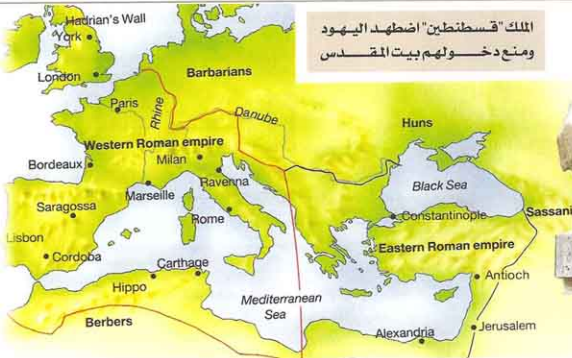 Hadrian's Wall
York
الملك "قسطنطين" اضطهد اليهود
ومنع دخولهم بيت المقدس
London
Barbarians
Paris
Rhine
Danube
Huns
Western Roman empire
Milan
Bordeaux
Ravenna
Black Sea
Marseille
Saragossa
Rome
Constantinople
Sassani
Lisbon
Eastern Roman empire
Cordoba
Carthage
Antioch
Hippo
Mediterranean
Sea
Berbers
Alexandria
Jerusalem